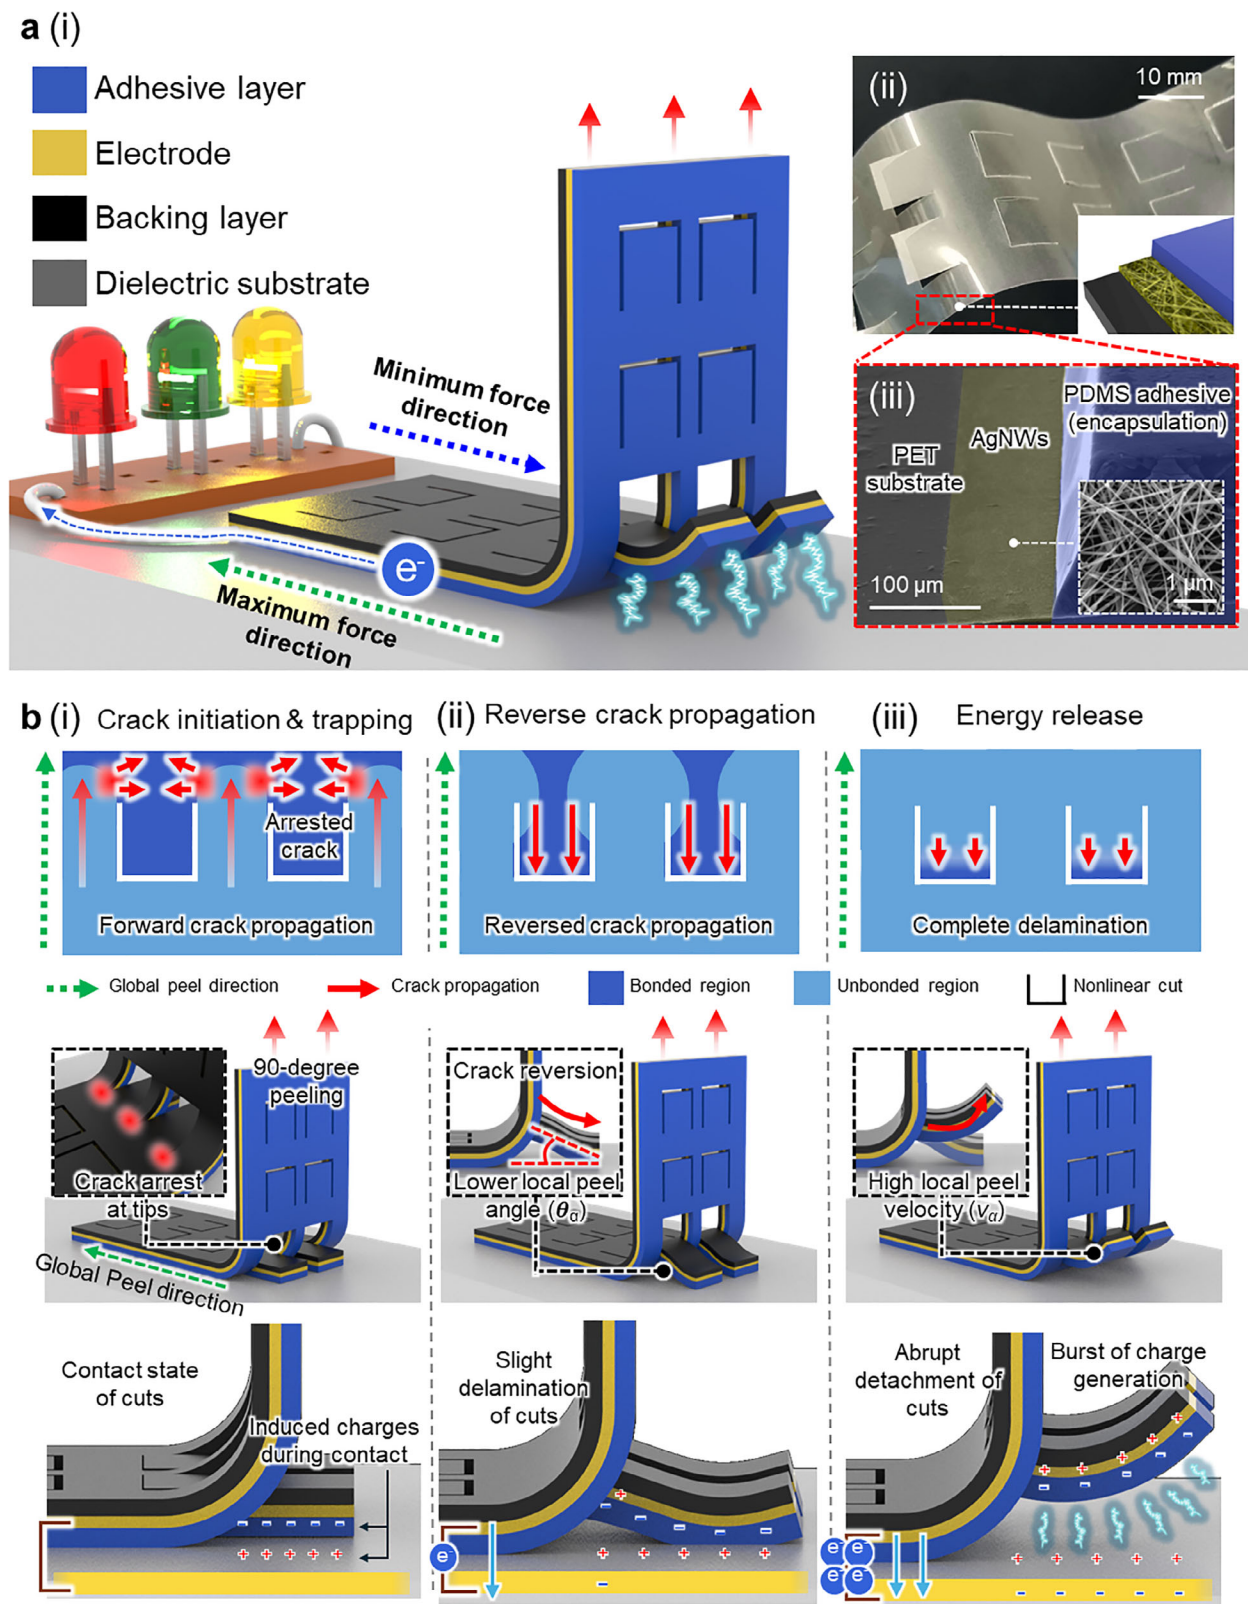 a (i)
Adhesive layer
Electrode
Backing layer
Dielectric substrate
Minimum force
direction
Maximum force
direction
e-
(ii)
10 mm
(iii)
PET
substrate
AgNWs
PDMS adhesive
(encapsulation)
100 µm
1 µm
b (i) Crack initiation & trapping
Arrested
crack
Forward crack propagation
(ii) Reverse crack propagation
Reversed crack propagation
(iii) Energy release
Complete delamination
Global peel direction
Crack propagation
Bonded region
Unbonded region
Nonlinear cut
90-degree
peeling
Crack arrest
at tips
Global Peel direction
Crack reversion
Lower local peel
angle (θα)
High local peel
velocity (vα)
Contact state
of cuts
Induced charges
during contact
- - - - -
+ + + + +
Slight
delamination
of cuts
+
- - - - -
e-
+ + + + +
-
Abrupt
detachment of
cuts
Burst of charge
generation
+ + + + +
- - - - -
e- e-
e- e-
+ + + + +
- - - - -